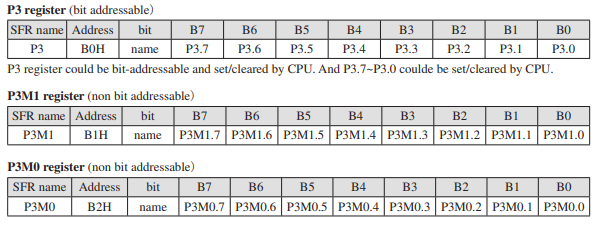 P3 register (bit addressable)
SFR name Address bit B7 B6 B5 B4 B3 B2 B1 B0
P3 B0H name P3.7 P3.6 P3.5 P3.4 P3.3 P3.2 P3.1 P3.0
P3 register could be bit-addressable and set/cleared by CPU. And P3.7~P3.0 coulde be set/cleared by CPU.
P3M1 register (non bit addressable)
SFR name Address bit B7 B6 B5 B4 B3 B2 B1 B0
P3M1 B1H name P3M1.7 P3M1.6 P3M1.5 P3M1.4 P3M1.3 P3M1.2 P3M1.1 P3M1.0
P3M0 register (non bit addressable)
SFR name Address bit B7 B6 B5 B4 B3 B2 B1 B0
P3M0 B2H name P3M0.7 P3M0.6 P3M0.5 P3M0.4 P3M0.3 P3M0.2 P3M0.1 P3M0.0